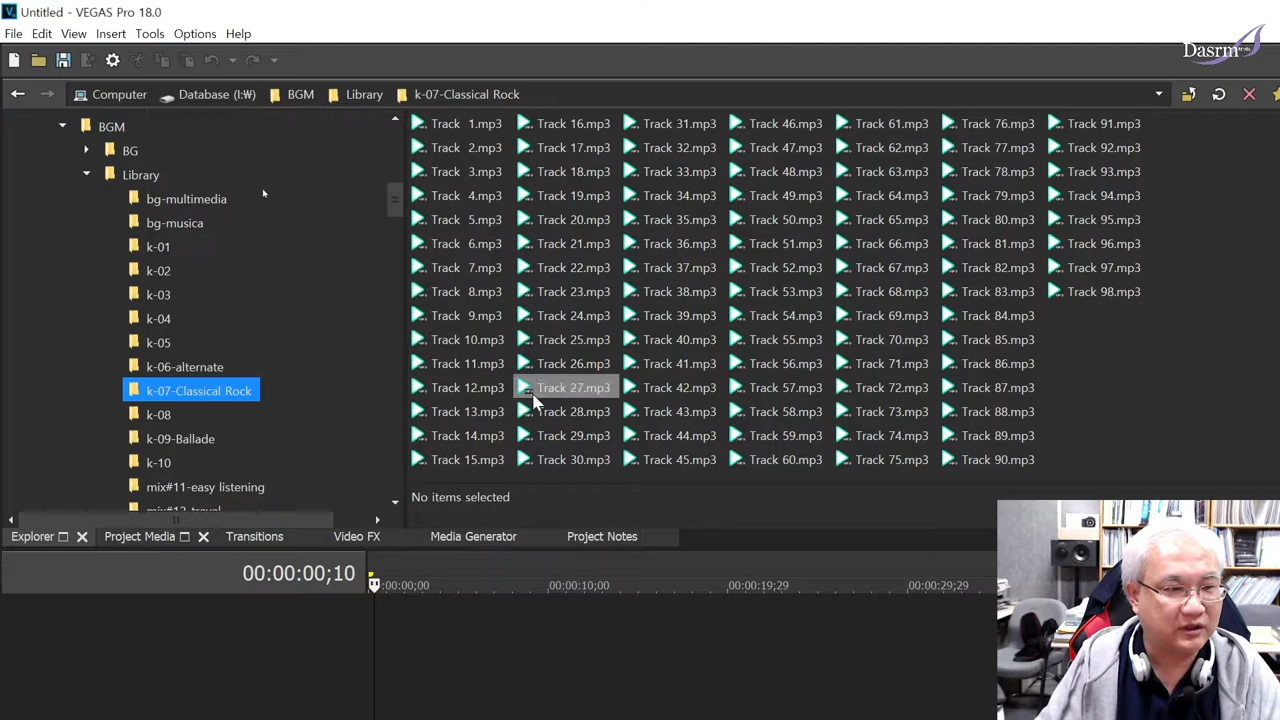 Untitled - VEGAS Pro 18.0
File Edit View Insert Tools Options Help
Dasrm
Computer Database (I:\) BGM Library k-07-Classical Rock
BGM
BG
Library
bg-multimedia
bg-musica
k-01
k-02
k-03
k-04
k-05
k-06-alternate
k-07-Classical Rock
k-08
k-09-Ballade
k-10
mix#11-easy listening
mix#12-travel
Track 1.mp3 Track 16.mp3 Track 31.mp3 Track 46.mp3 Track 61.mp3 Track 76.mp3 Track 91.mp3
Track 2.mp3 Track 17.mp3 Track 32.mp3 Track 47.mp3 Track 62.mp3 Track 77.mp3 Track 92.mp3
Track 3.mp3 Track 18.mp3 Track 33.mp3 Track 48.mp3 Track 63.mp3 Track 78.mp3 Track 93.mp3
Track 4.mp3 Track 19.mp3 Track 34.mp3 Track 49.mp3 Track 64.mp3 Track 79.mp3 Track 94.mp3
Track 5.mp3 Track 20.mp3 Track 35.mp3 Track 50.mp3 Track 65.mp3 Track 80.mp3 Track 95.mp3
Track 6.mp3 Track 21.mp3 Track 36.mp3 Track 51.mp3 Track 66.mp3 Track 81.mp3 Track 96.mp3
Track 7.mp3 Track 22.mp3 Track 37.mp3 Track 52.mp3 Track 67.mp3 Track 82.mp3 Track 97.mp3
Track 8.mp3 Track 23.mp3 Track 38.mp3 Track 53.mp3 Track 68.mp3 Track 83.mp3 Track 98.mp3
Track 9.mp3 Track 24.mp3 Track 39.mp3 Track 54.mp3 Track 69.mp3 Track 84.mp3
Track 10.mp3 Track 25.mp3 Track 40.mp3 Track 55.mp3 Track 70.mp3 Track 85.mp3
Track 11.mp3 Track 26.mp3 Track 41.mp3 Track 56.mp3 Track 71.mp3 Track 86.mp3
Track 12.mp3 Track 27.mp3 Track 42.mp3 Track 57.mp3 Track 72.mp3 Track 87.mp3
Track 13.mp3 Track 28.mp3 Track 43.mp3 Track 58.mp3 Track 73.mp3 Track 88.mp3
Track 14.mp3 Track 29.mp3 Track 44.mp3 Track 59.mp3 Track 74.mp3 Track 89.mp3
Track 15.mp3 Track 30.mp3 Track 45.mp3 Track 60.mp3 Track 75.mp3 Track 90.mp3
No items selected
Explorer Project Media Transitions Video FX Media Generator Project Notes
00:00:00;10
:00:00;00 00:00:10;00 00:00:19;29 00:00:29;29